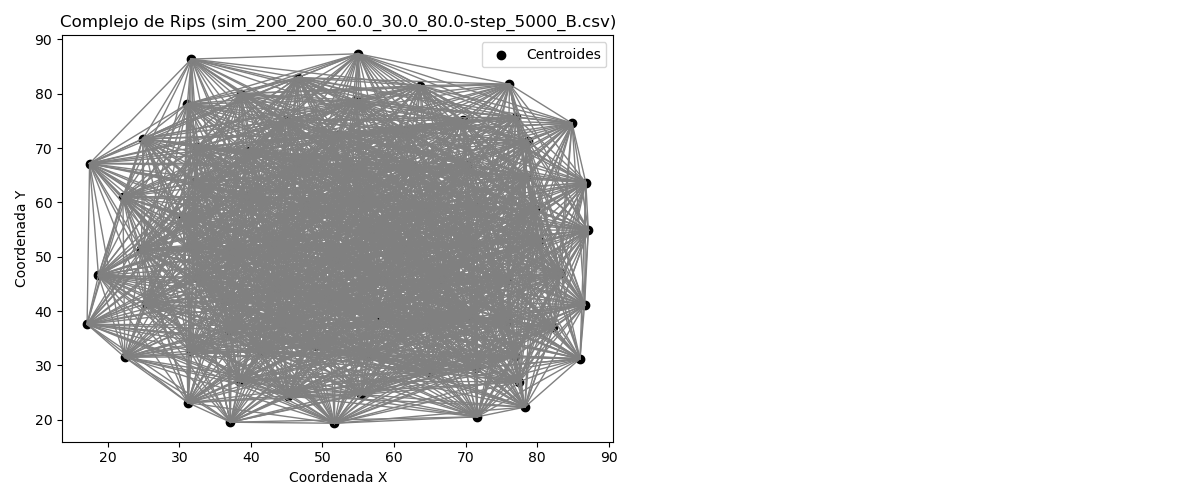 Complejo de Rips (sim_200_200_60.0_30.0_80.0-step_5000_B.csv)
Centroides
Coordenada Y
90
80
70
60
50
40
30
20
20 30 40 50 60 70 80 90
Coordenada X